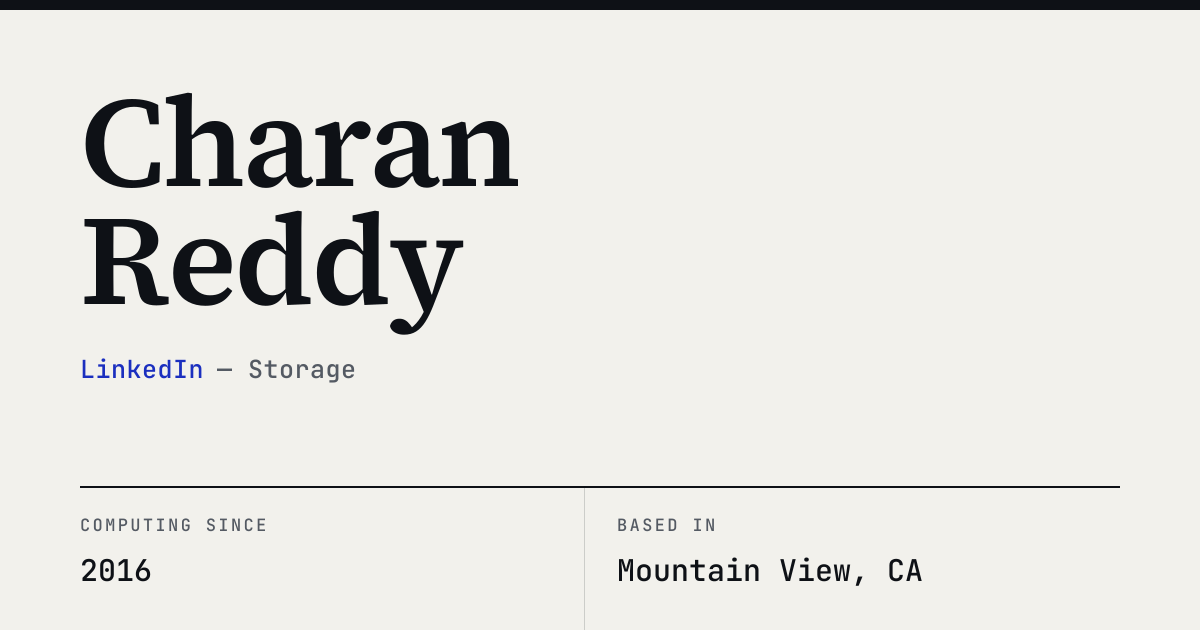 Charan
Reddy
LinkedIn — Storage
COMPUTING SINCE
2016
BASED IN
Mountain View, CA